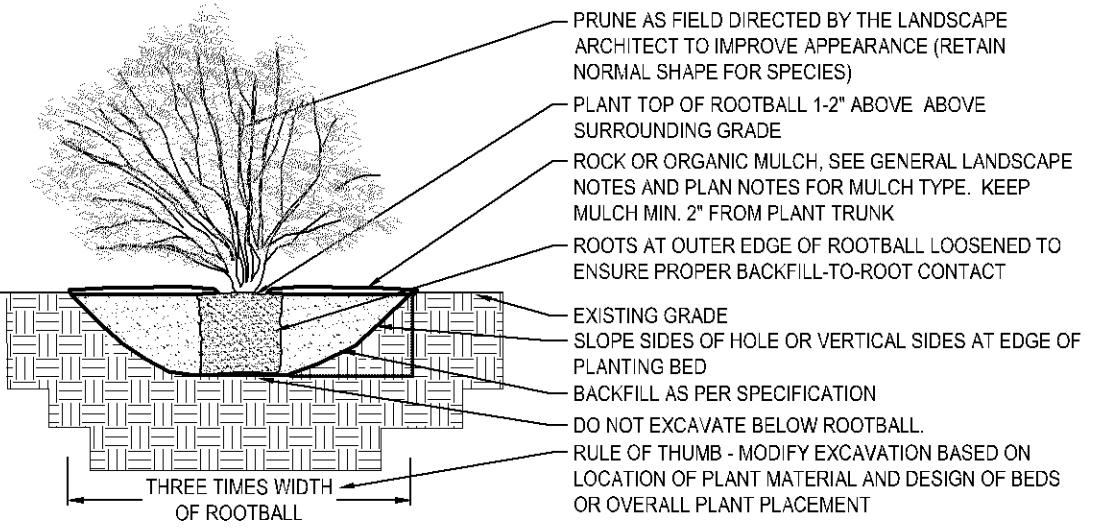 PRUNE AS FIELD DIRECTED BY THE LANDSCAPE
ARCHITECT TO IMPROVE APPEARANCE (RETAIN
NORMAL SHAPE FOR SPECIES)
PLANT TOP OF ROOTBALL 1-2" ABOVE ABOVE
SURROUNDING GRADE
ROCK OR ORGANIC MULCH, SEE GENERAL LANDSCAPE
NOTES AND PLAN NOTES FOR MULCH TYPE. KEEP
MULCH MIN. 2" FROM PLANT TRUNK
ROOTS AT OUTER EDGE OF ROOTBALL LOOSENED TO
ENSURE PROPER BACKFILL-TO-ROOT CONTACT
EXISTING GRADE
SLOPE SIDES OF HOLE OR VERTICAL SIDES AT EDGE OF
PLANTING BED
BACKFILL AS PER SPECIFICATION
DO NOT EXCAVATE BELOW ROOTBALL.
RULE OF THUMB - MODIFY EXCAVATION BASED ON
LOCATION OF PLANT MATERIAL AND DESIGN OF BEDS
OR OVERALL PLANT PLACEMENT
THREE TIMES WIDTH
OF ROOTBALL